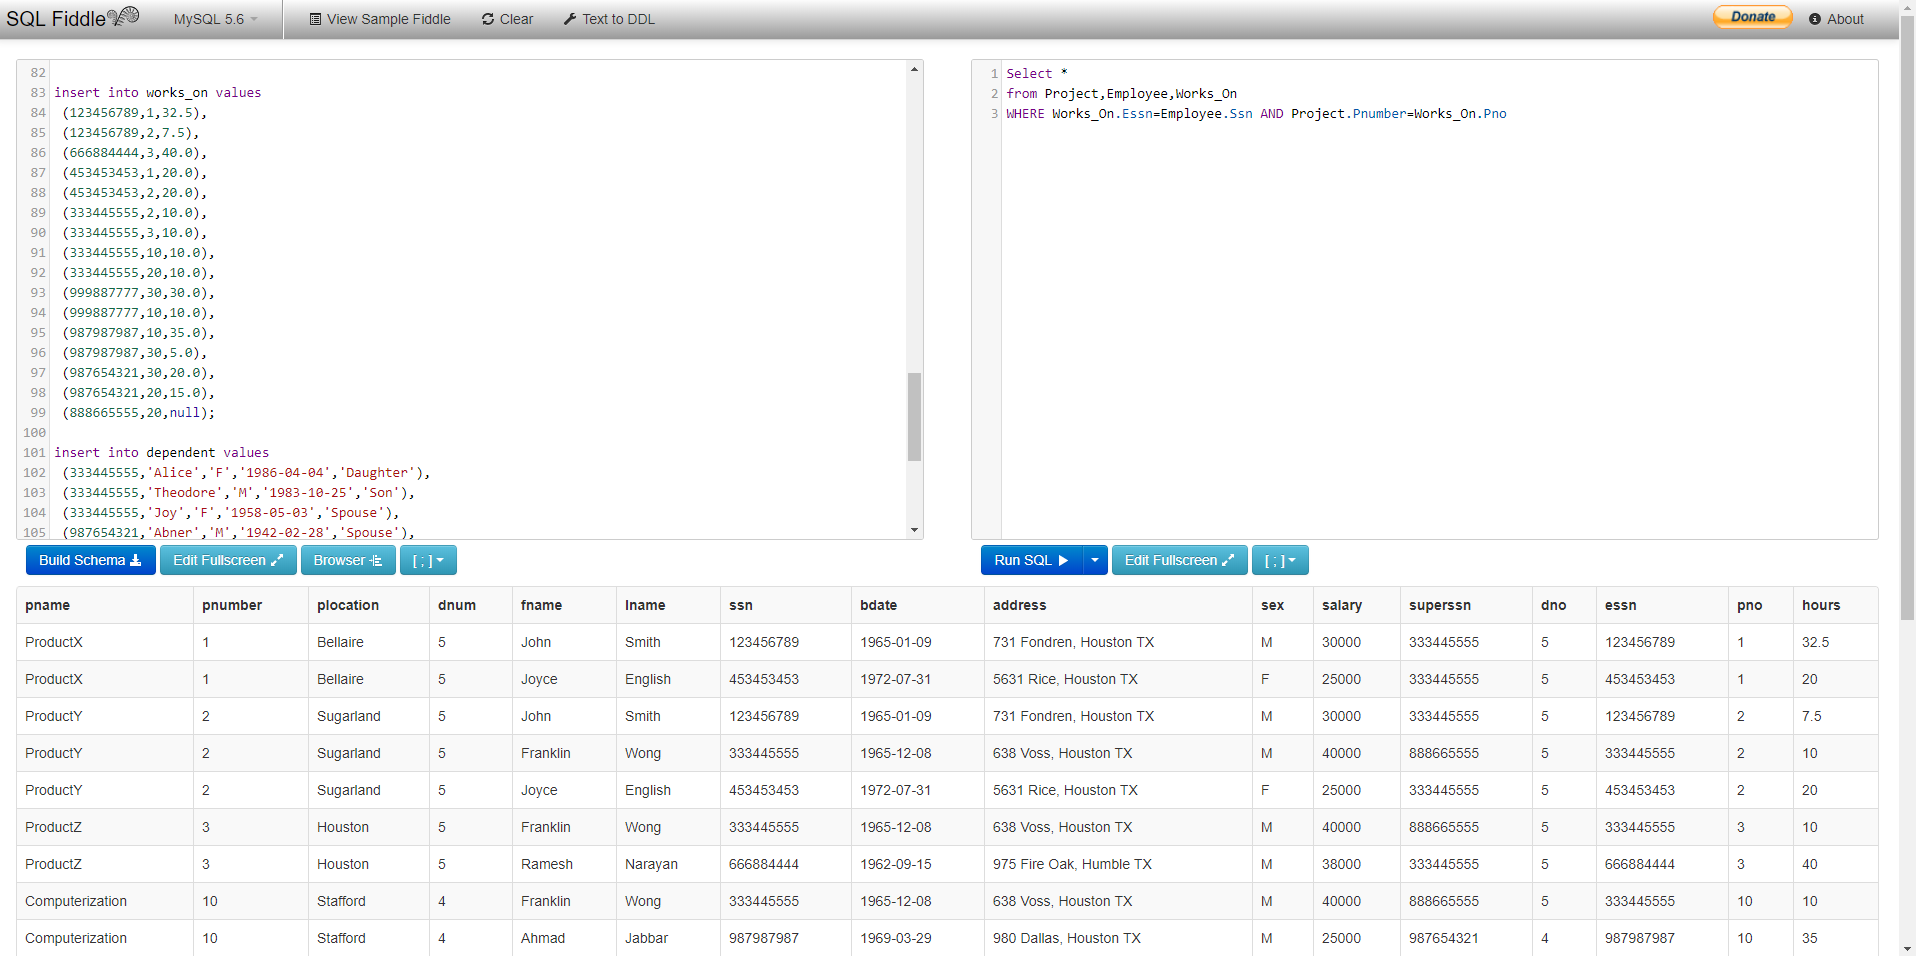 SQL Fiddle MySQL 5.6 View Sample Fiddle Clear Text to DDL Donate About
82
83 insert into works_on values
84 (123456789,1,32.5),
85 (123456789,2,7.5),
86 (666884444,3,40.0),
87 (453453453,1,20.0),
88 (453453453,2,20.0),
89 (333445555,2,10.0),
90 (333445555,3,10.0),
91 (333445555,10,10.0),
92 (333445555,20,10.0),
93 (999887777,30,30.0),
94 (999887777,10,10.0),
95 (987987987,10,35.0),
96 (987987987,30,5.0),
97 (987654321,30,20.0),
98 (987654321,20,15.0),
99 (888665555,20,null);
100
101 insert into dependent values
102 (333445555,'Alice','F','1986-04-04','Daughter'),
103 (333445555,'Theodore','M','1983-10-25','Son'),
104 (333445555,'Joy','F','1958-05-03','Spouse'),
105 (987654321,'Abner','M','1942-02-28','Spouse'),
1 Select *
2 from Project,Employee,Works_On
3 WHERE Works_On.Essn=Employee.Ssn AND Project.Pnumber=Works_On.Pno
Build Schema Edit Fullscreen Browser [ ; ]
Run SQL Edit Fullscreen [ ; ]
pname pnumber plocation dnum fname lname ssn bdate address sex salary superssn dno essn pno hours
ProductX 1 Bellaire 5 John Smith 123456789 1965-01-09 731 Fondren, Houston TX M 30000 333445555 5 123456789 1 32.5
ProductX 1 Bellaire 5 Joyce English 453453453 1972-07-31 5631 Rice, Houston TX F 25000 333445555 5 453453453 1 20
ProductY 2 Sugarland 5 John Smith 123456789 1965-01-09 731 Fondren, Houston TX M 30000 333445555 5 123456789 2 7.5
ProductY 2 Sugarland 5 Franklin Wong 333445555 1965-12-08 638 Voss, Houston TX M 40000 888665555 5 333445555 2 10
ProductY 2 Sugarland 5 Joyce English 453453453 1972-07-31 5631 Rice, Houston TX F 25000 333445555 5 453453453 2 20
ProductZ 3 Houston 5 Franklin Wong 333445555 1965-12-08 638 Voss, Houston TX M 40000 888665555 5 333445555 3 10
ProductZ 3 Houston 5 Ramesh Narayan 666884444 1962-09-15 975 Fire Oak, Humble TX M 38000 333445555 5 666884444 3 40
Computerization 10 Stafford 4 Franklin Wong 333445555 1965-12-08 638 Voss, Houston TX M 40000 888665555 5 333445555 10 10
Computerization 10 Stafford 4 Ahmad Jabbar 987987987 1969-03-29 980 Dallas, Houston TX M 25000 987654321 4 987987987 10 35